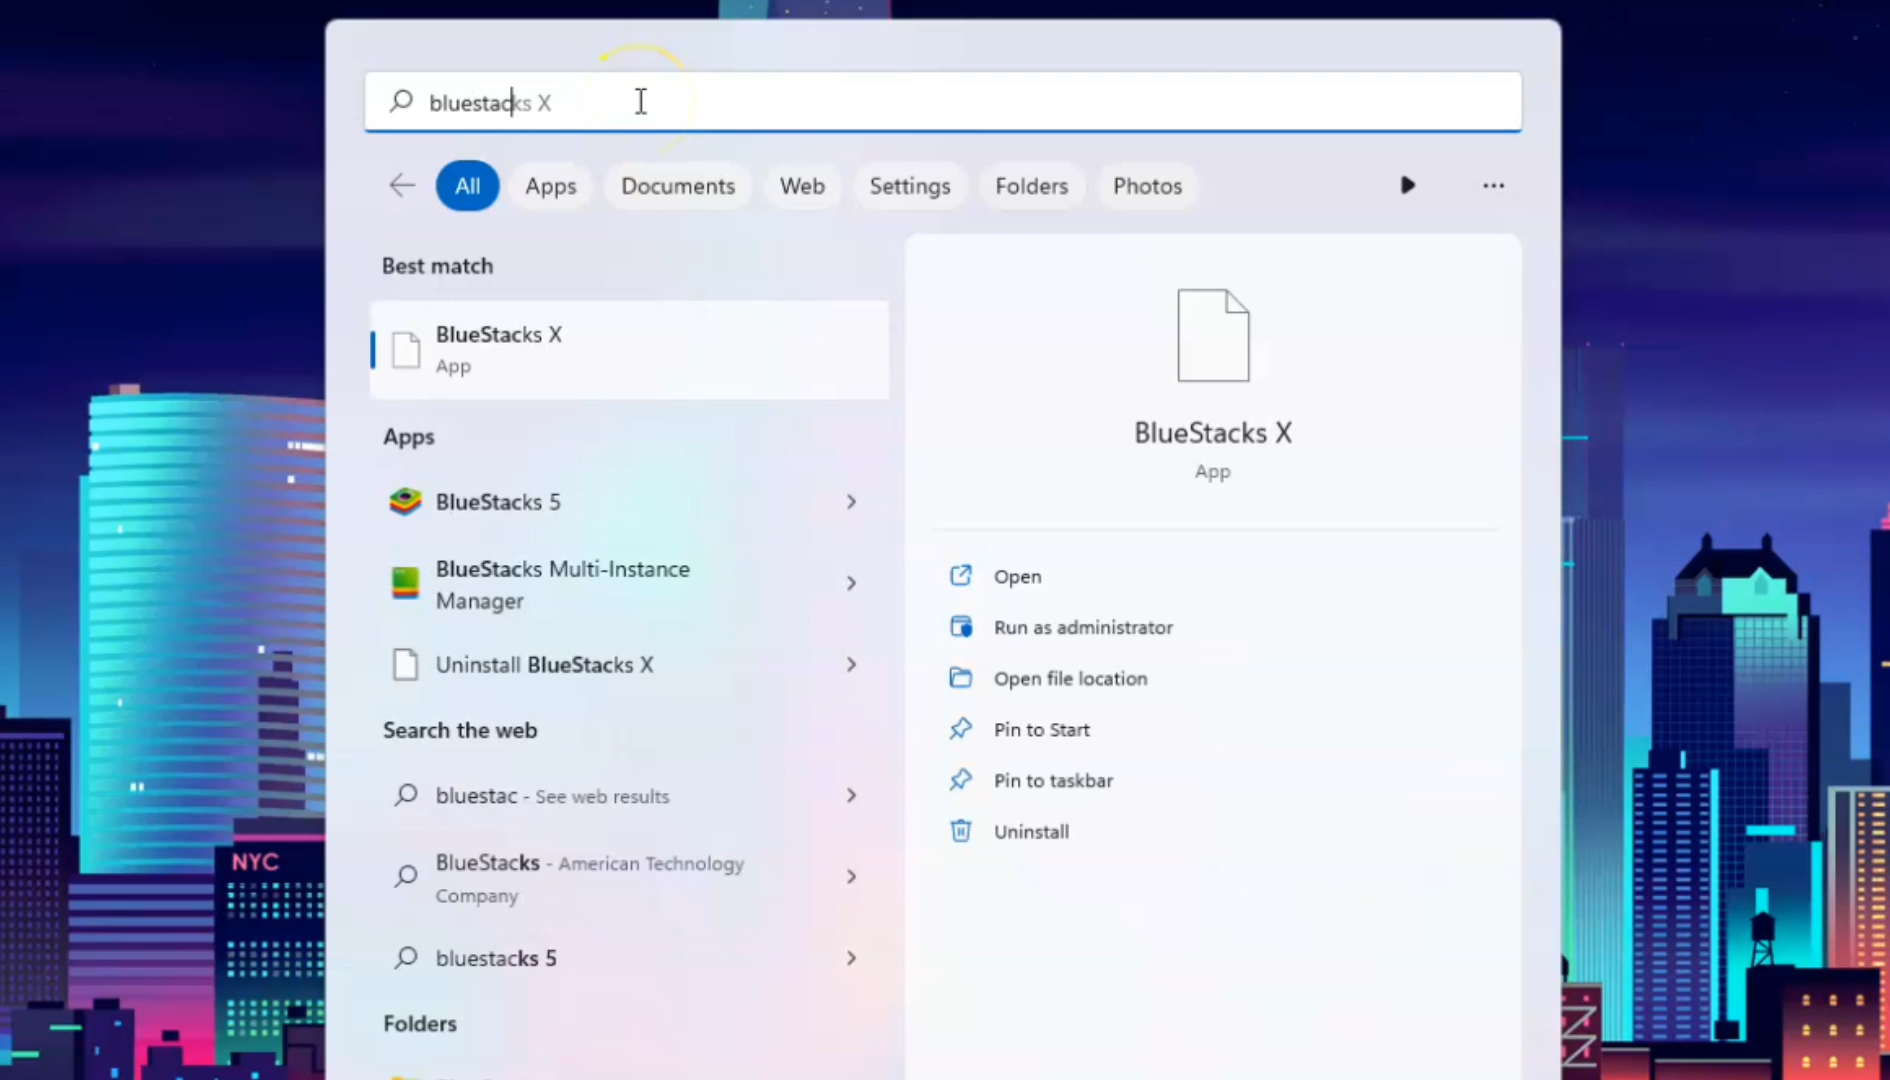 bluestacks X
All
Apps
Documents
Web
Settings
Folders
Photos
Best match
BlueStacks X
App
Apps
BlueStacks 5
BlueStacks Multi-Instance
Manager
Uninstall BlueStacks X
Search the web
bluestac - See web results
BlueStacks - American Technology
Company
bluestacks 5
Folders
BlueStacks X
App
Open
Run as administrator
Open file location
Pin to Start
Pin to taskbar
Uninstall
NYC